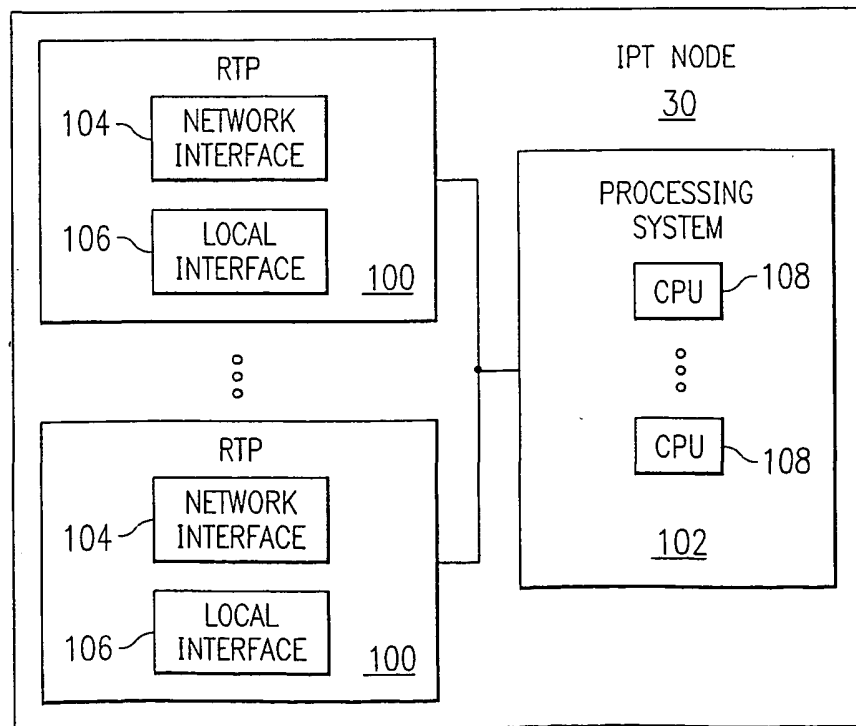 RTP
104
NETWORK
INTERFACE
106
LOCAL
INTERFACE
100
RTP
104
NETWORK
INTERFACE
106
LOCAL
INTERFACE
100
IPT NODE
30
PROCESSING
SYSTEM
CPU
108
CPU
108
102